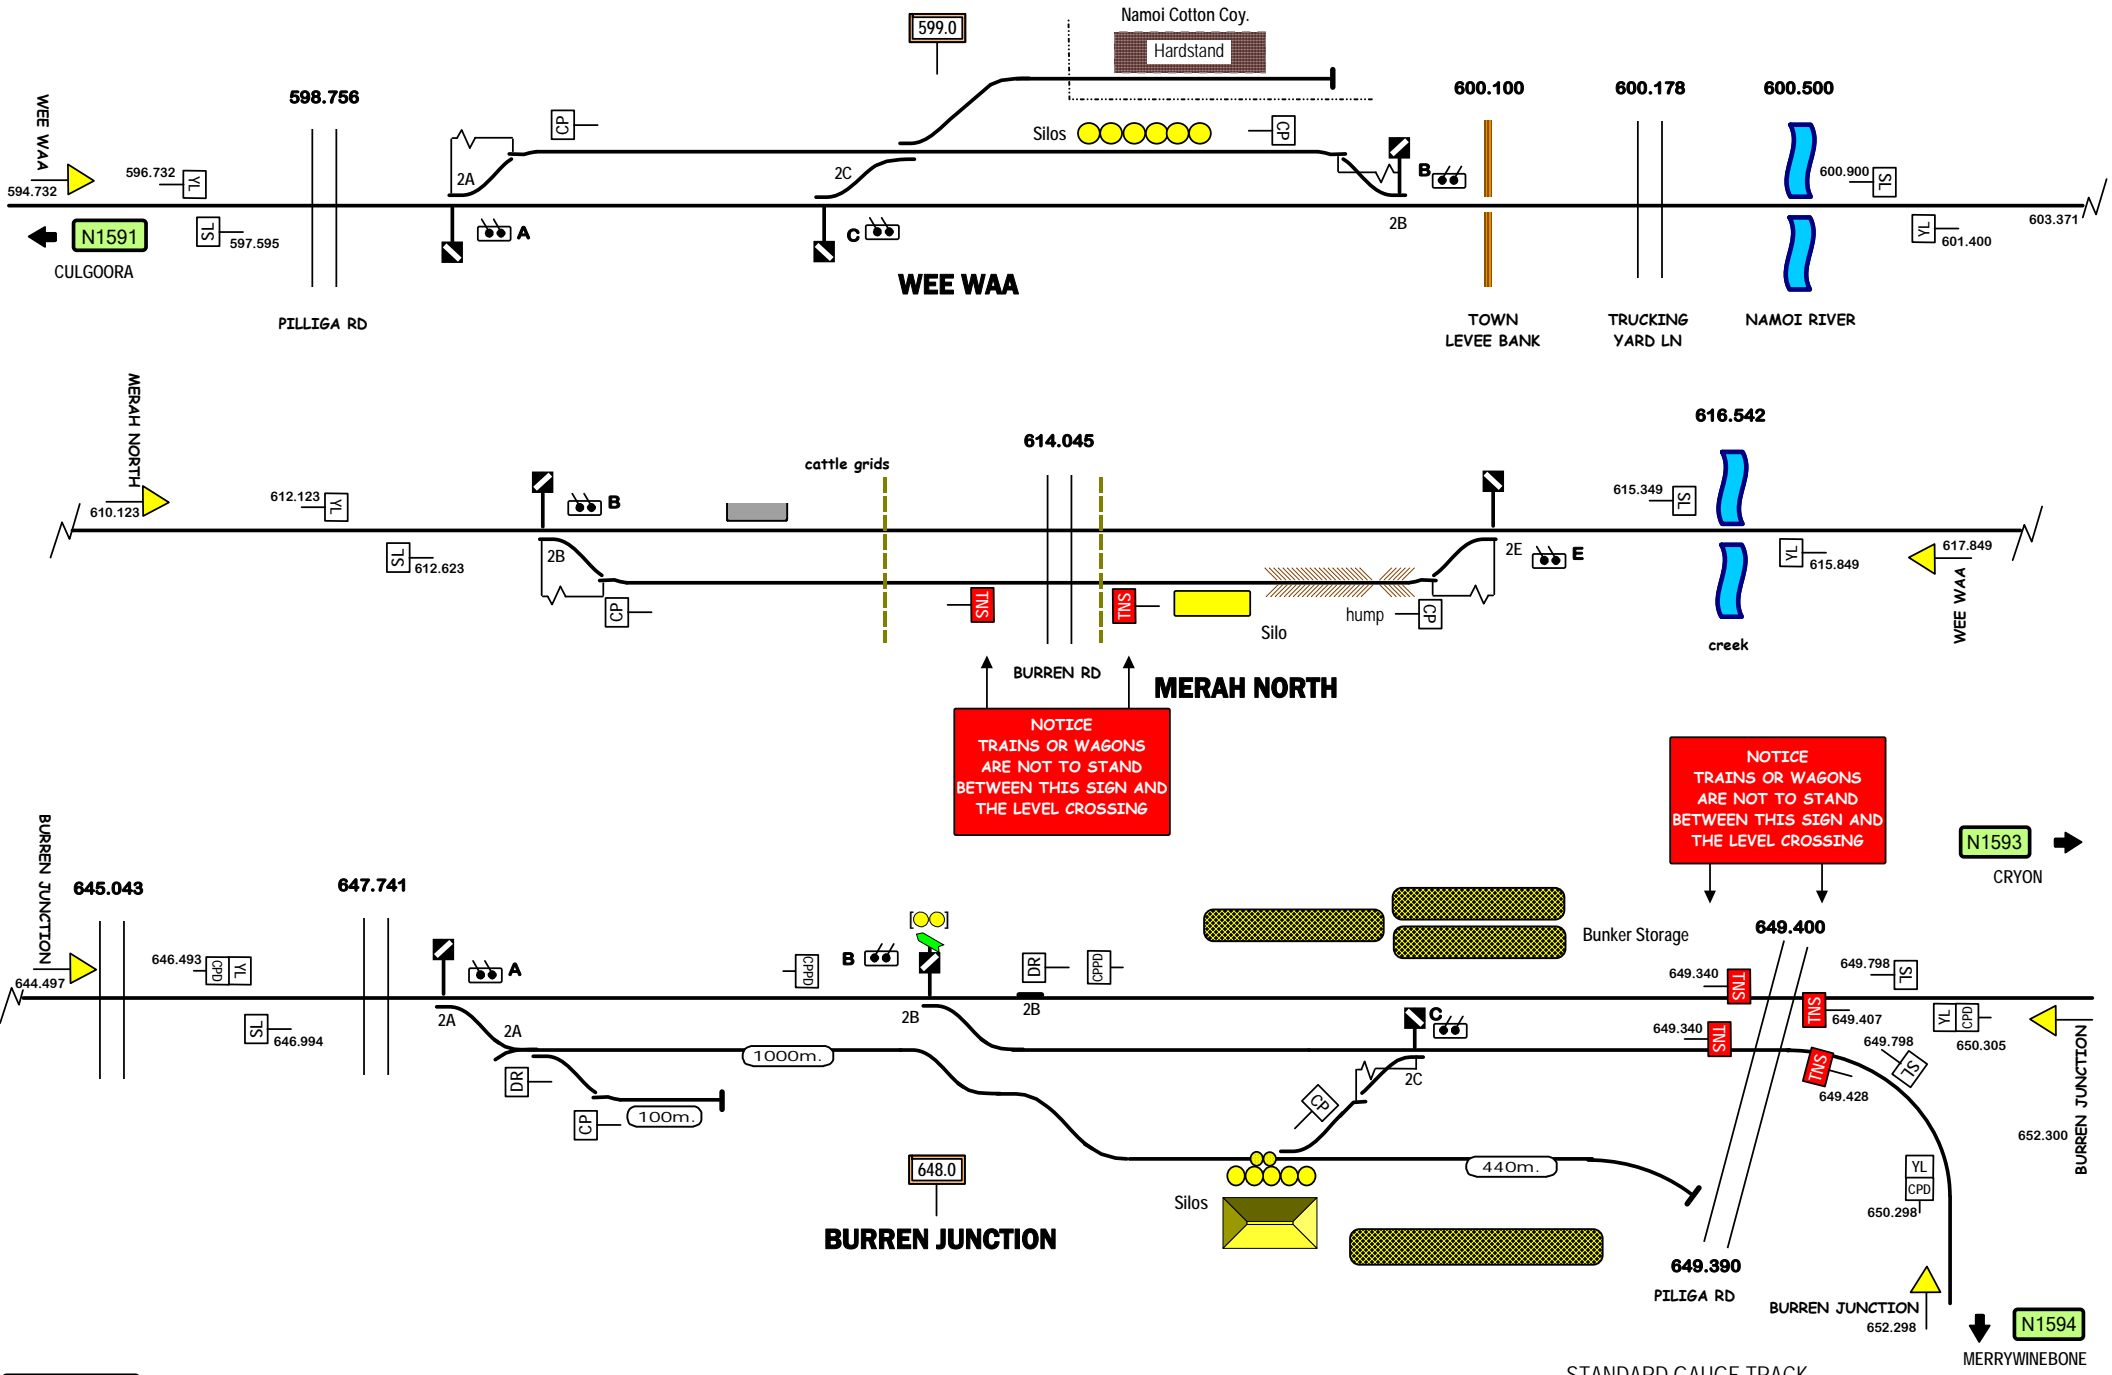 Namoi Cotton Coy.
Hardstand
599.0
598.756
600.100
600.178
600.500
WEE WAA
594.732
596.732
YL
SL
597.595
2A
CP
A
2C
C
Silos
CP
B
2B
600.900
SL
YL
601.400
603.371
N1591
CULGOORA
WEE WAA
PILLIGA RD
TOWN
LEVEE BANK
TRUCKING
YARD LN
NAMOI RIVER
MERAH NORTH
610.123
612.123
YL
SL
612.623
B
2B
CP
cattle grids
614.045
TNS
TNS
BURREN RD
Silo
hump
CP
2E
E
616.542
615.349
SL
YL
615.849
617.849
WEE WAA
creek
MERAH NORTH
NOTICE
TRAINS OR WAGONS
ARE NOT TO STAND
BETWEEN THIS SIGN AND
THE LEVEL CROSSING
NOTICE
TRAINS OR WAGONS
ARE NOT TO STAND
BETWEEN THIS SIGN AND
THE LEVEL CROSSING
N1593
CRYON
BURREN JUNCTION
645.043
647.741
644.497
646.493
CPD
YL
SL
646.994
A
2A
2A
DR
CP
100m.
1000m.
CPPD
B
[ ]
2B
DR
CPPD
2B
Bunker Storage
649.400
649.340
TNS
649.798
SL
C
2C
CP
649.340
TNS
TNS
649.407
YL
CPD
650.305
649.798
SL
TNS
649.428
652.300
BURREN JUNCTION
648.0
Silos
440m.
YL
CPD
650.298
BURREN JUNCTION
649.390
PILIGA RD
BURREN JUNCTION
652.298
N1594
MERRYWINEBONE
STANDARD GAUGE TRACK